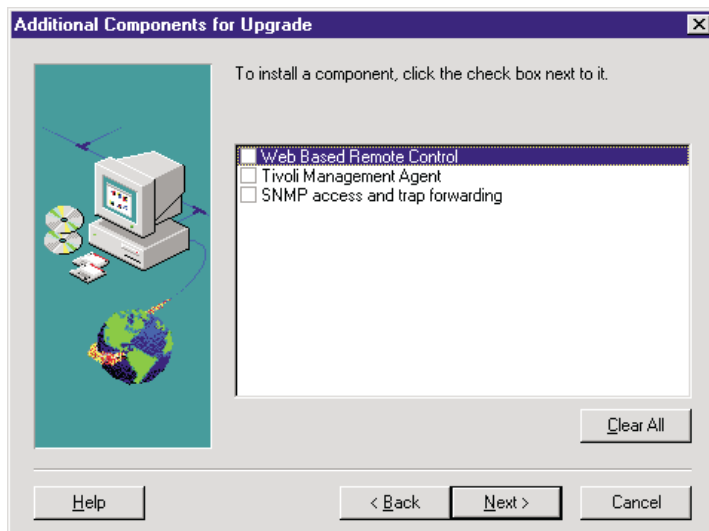 Additional Components for Upgrade
To install a component, click the check box next to it.
Web Based Remote Control
Tivoli Management Agent
SNMP access and trap forwarding
Clear All
Help
< Back
Next >
Cancel